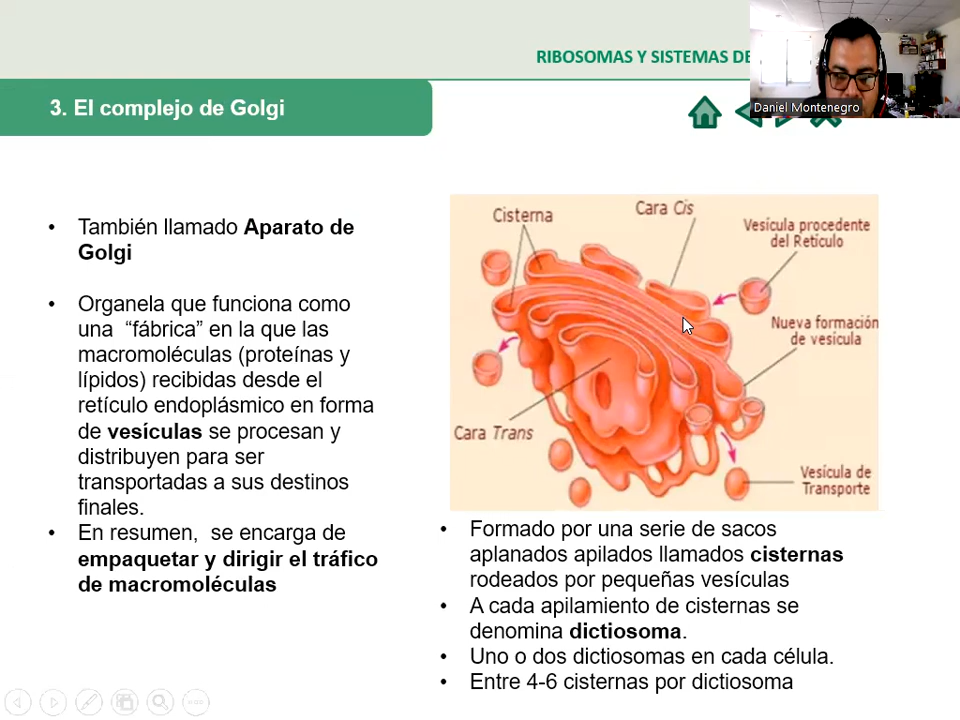 RIBOSOMAS Y SISTEMAS DE
Daniel Montenegro
3. El complejo de Golgi
• También llamado Aparato de
Golgi
• Organela que funciona como
una “fábrica” en la que las
macromoléculas (proteínas y
lípidos) recibidas desde el
retículo endoplásmico en forma
de vesículas se procesan y
distribuyen para ser
transportadas a sus destinos
finales.
• En resumen, se encarga de
empaquetar y dirigir el tráfico
de macromoléculas
Cisterna
Cara Cis
Vesícula procedente
del Retículo
Nueva formación
de vesícula
Cara Trans
Vesícula de
Transporte
• Formado por una serie de sacos
aplanados apilados llamados cisternas
rodeados por pequeñas vesículas
• A cada apilamiento de cisternas se
denomina dictiosoma.
• Uno o dos dictiosomas en cada célula.
• Entre 4-6 cisternas por dictiosoma